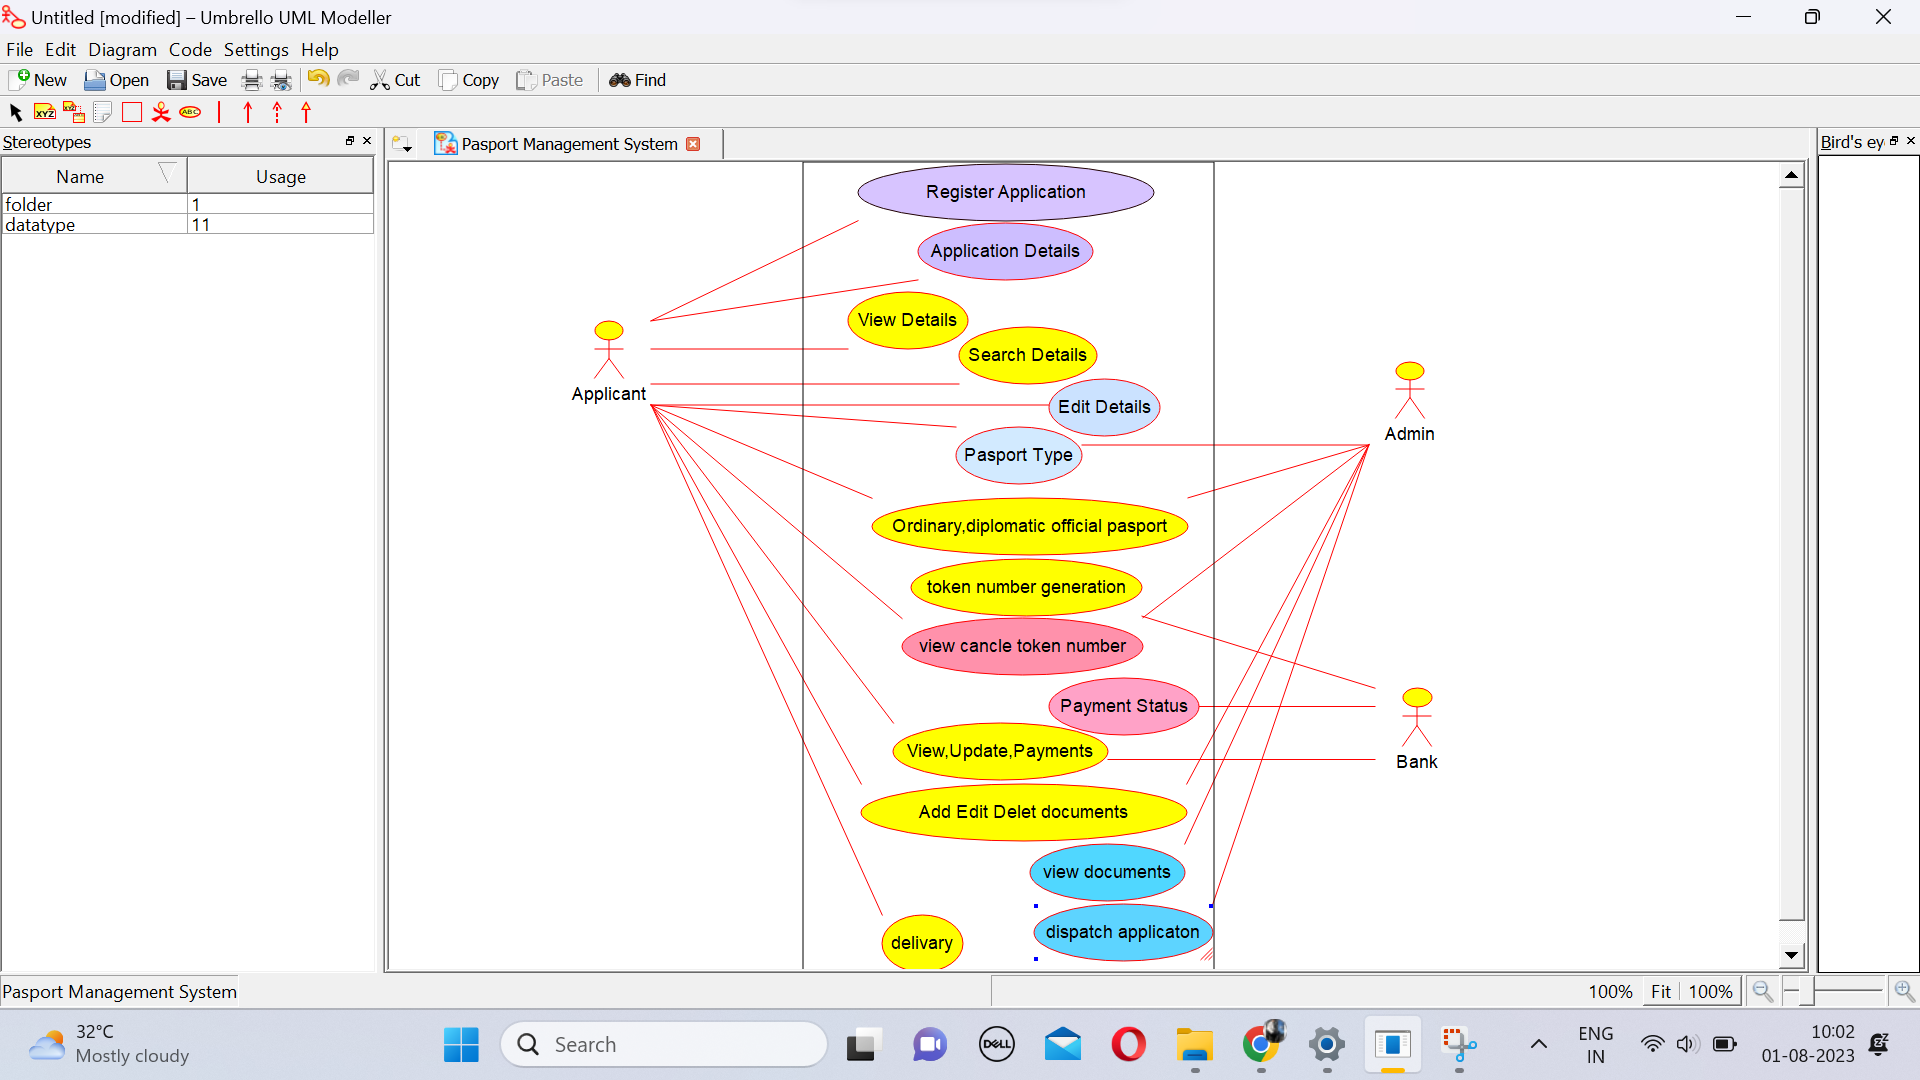 Untitled [modified] – Umbrello UML Modeller
File Edit Diagram Code Settings Help
New Open Save Cut Copy Paste Find
XYZ XYZ ABC
Stereotypes
Name Usage
folder 1
datatype 11
Pasport Management System
Bird's ey
Register Application
Application Details
View Details
Search Details
Applicant
Edit Details
Admin
Pasport Type
Ordinary,diplomatic official pasport
token number generation
view cancle token number
Payment Status
View,Update,Payments
Bank
Add Edit Delet documents
view documents
dispatch applicaton
delivary
Pasport Management System
100% Fit 100%
32°C
Mostly cloudy
Search
DELL
ENG
IN
10:02
01-08-2023